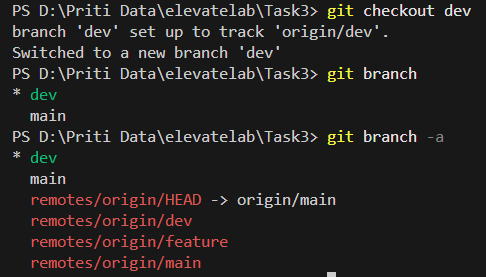 PS D:\Priti Data\elevatelab\Task3> git checkout dev
branch 'dev' set up to track 'origin/dev'.
Switched to a new branch 'dev'
PS D:\Priti Data\elevatelab\Task3> git branch
* dev
  main
PS D:\Priti Data\elevatelab\Task3> git branch -a
* dev
  main
  remotes/origin/HEAD -> origin/main
  remotes/origin/dev
  remotes/origin/feature
  remotes/origin/main